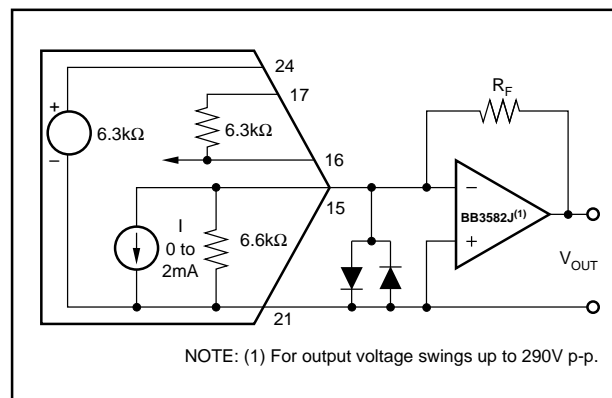 24
17
+
6.3kΩ
−
6.3kΩ
16
R_F
15
−
BB3582J(1)
+
I
0 to
2mA
6.6kΩ
V_OUT
21
NOTE: (1) For output voltage swings up to 290V p-p.